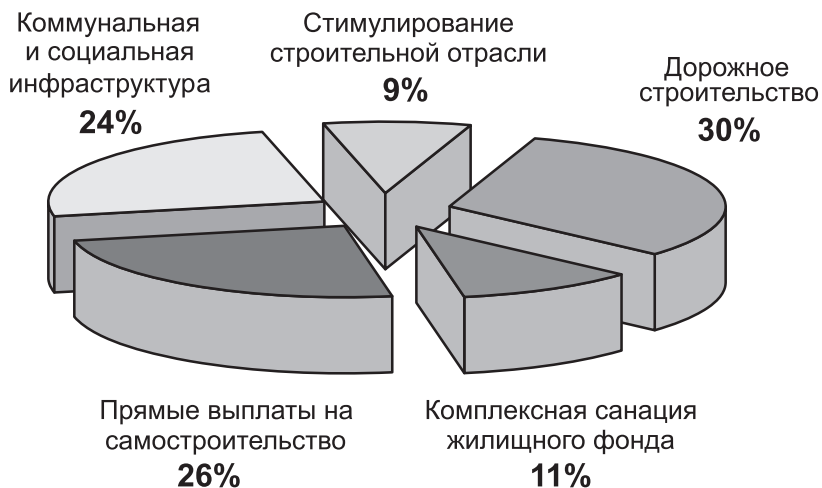 Коммунальная
и социальная
инфраструктура
24%
Стимулирование
строительной отрасли
9%
Дорожное
строительство
30%
Прямые выплаты на
самостроительство
26%
Комплексная санация
жилищного фонда
11%